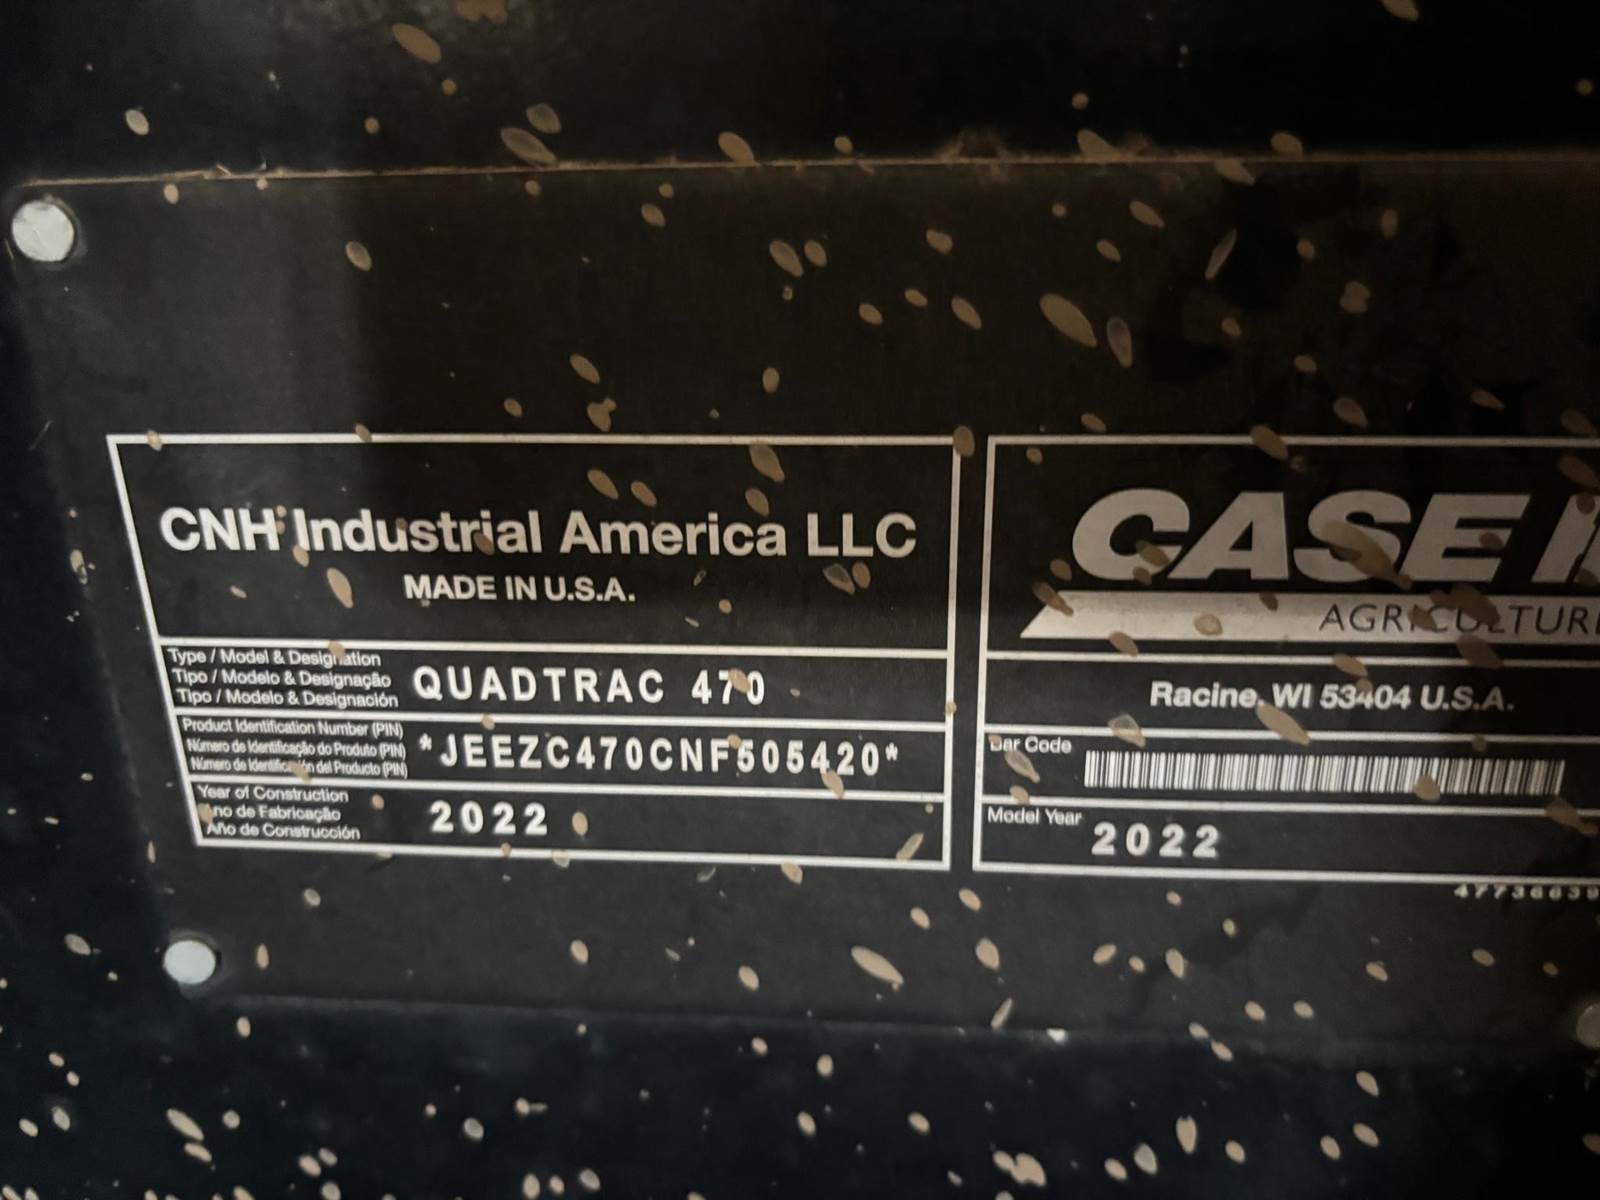 CNH Industrial America LLC
MADE IN U.S.A.
Type / Model & Designation
Tipo / Modelo & Designação
Tipo / Modelo & Designación
QUADTRAC 470
Product Identification Number (PIN)
Número de Identificação do Produto (PIN)
Número de Identificación del Producto (PIN)
*JEEZC470CNF505420*
Year of Construction
Ano de Fabricação
Año de Construcción
2022
CASE
AGRICULTURE
Racine, WI 53404 U.S.A.
Bar Code
Model Year
2022
47736639